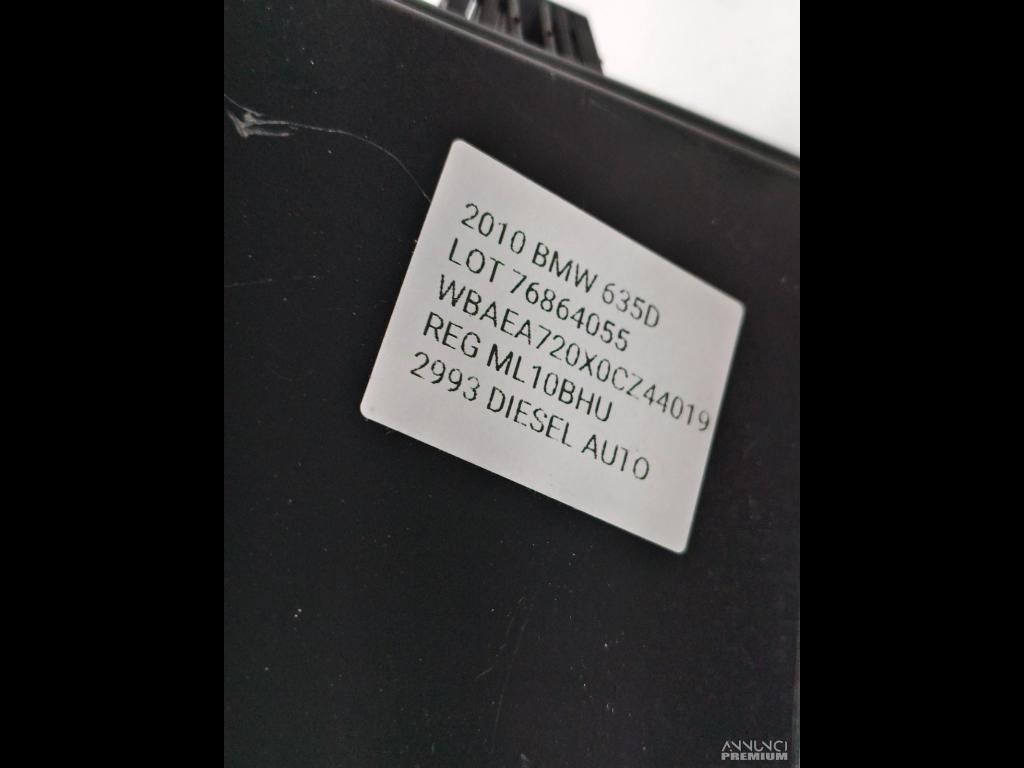 2010 BMW 635D
LOT 76864055
WBAEA720X0CZ44019
REG ML10BHU
2993 DIESEL AUTO
ANNUNCI
PREMIUM